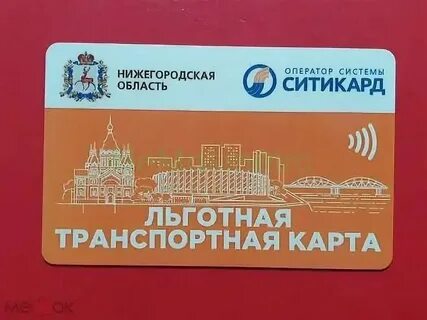 НИЖЕГОРОДСКАЯ
ОБЛАСТЬ
ОПЕРАТОР СИСТЕМЫ
СИТИКАРД
ЛЬГОТНАЯ
ТРАНСПОРТНАЯ КАРТА